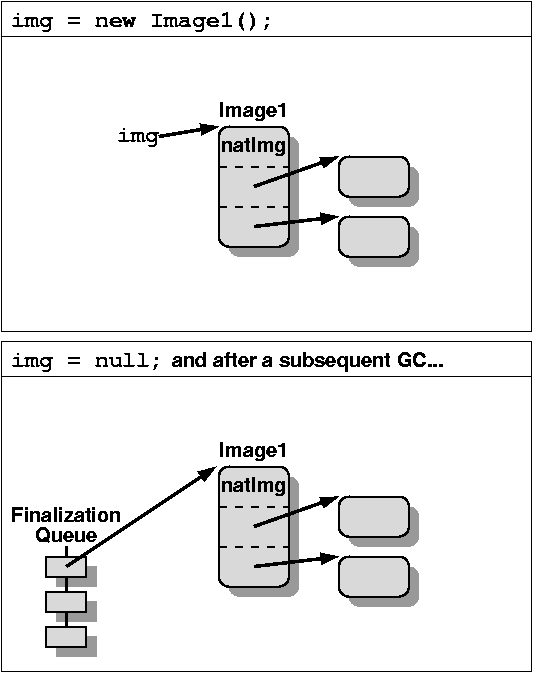 img = new Image1();
Image1
img
natImg
img = null; and after a subsequent GC...
Image1
natImg
Finalization
Queue